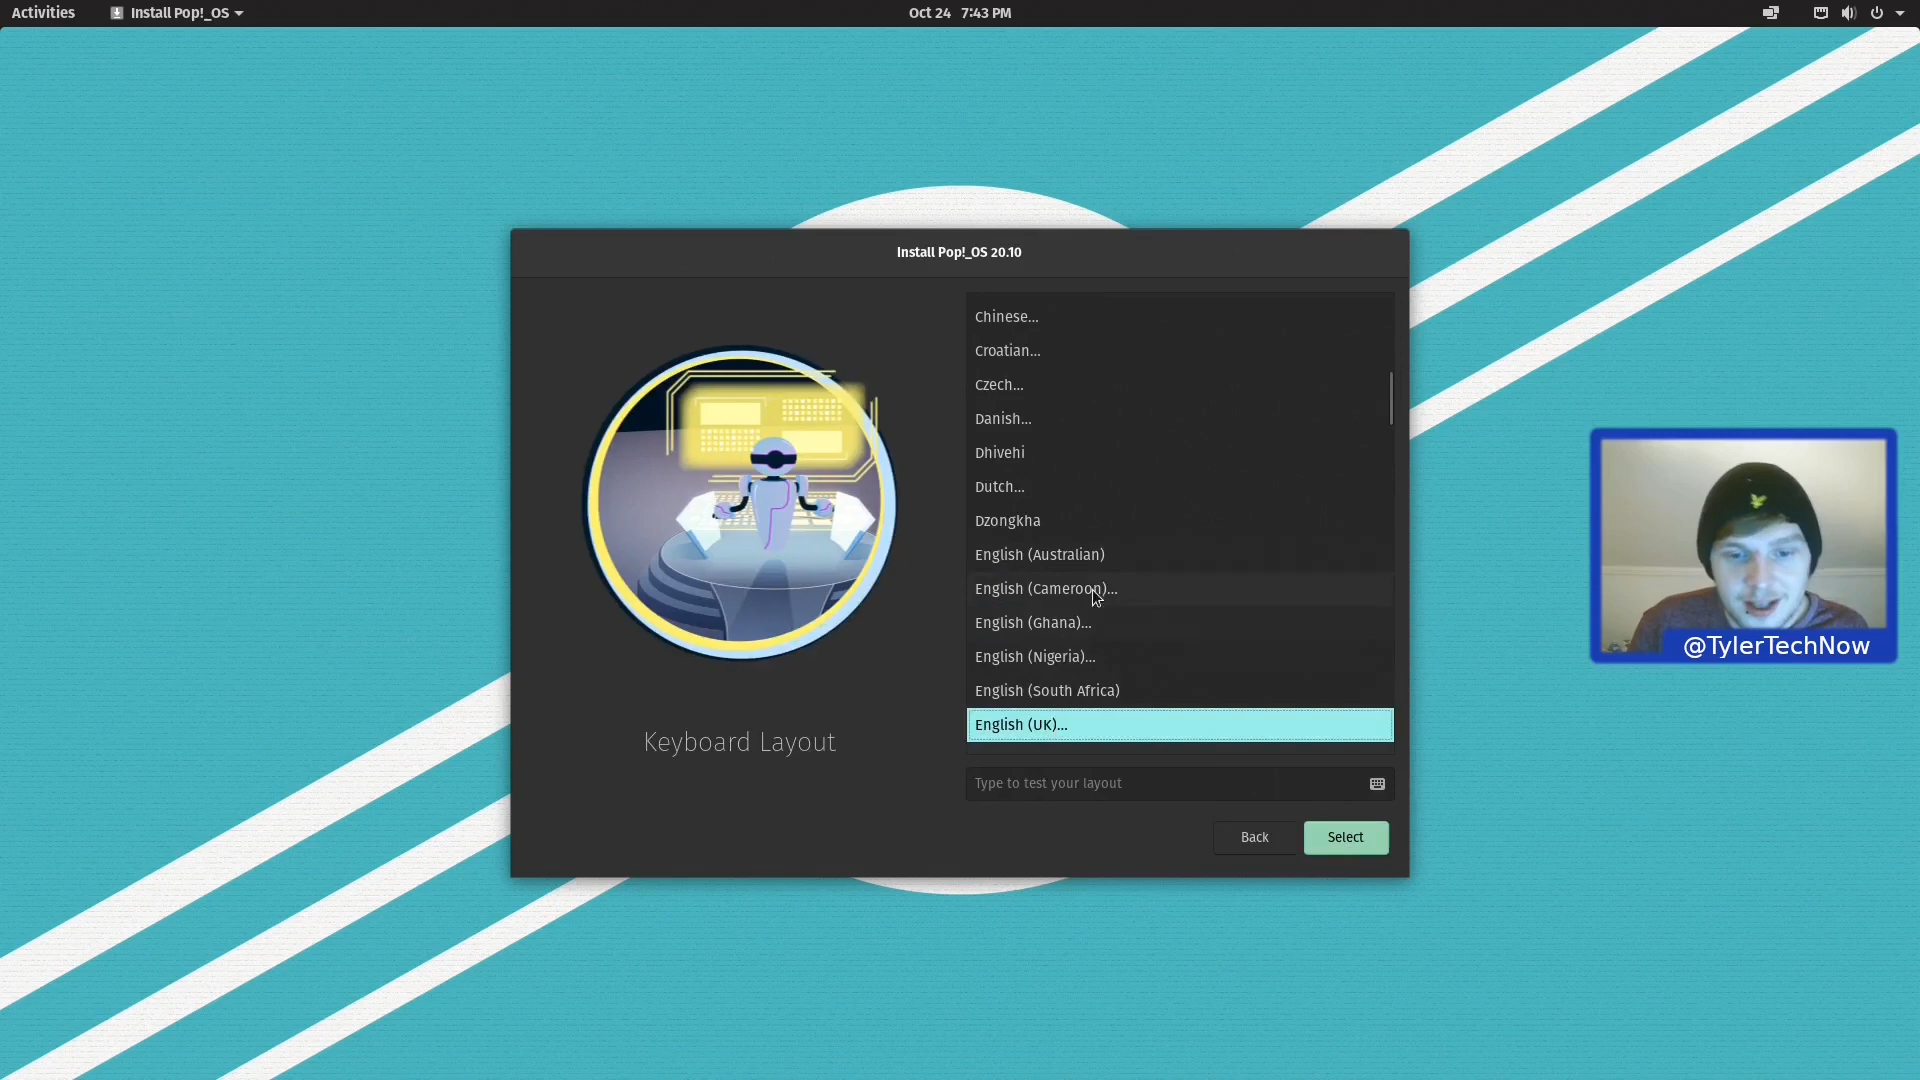 Activities
Install Pop!_OS
Oct 24 7:43 PM
Install Pop!_OS 20.10
Chinese...
Croatian...
Czech...
Danish...
Dhivehi
Dutch...
Dzongkha
English (Australian)
English (Cameroon)...
English (Ghana)...
English (Nigeria)...
English (South Africa)
English (UK)...
Keyboard Layout
Type to test your layout
Back
Select
@TylerTechNow